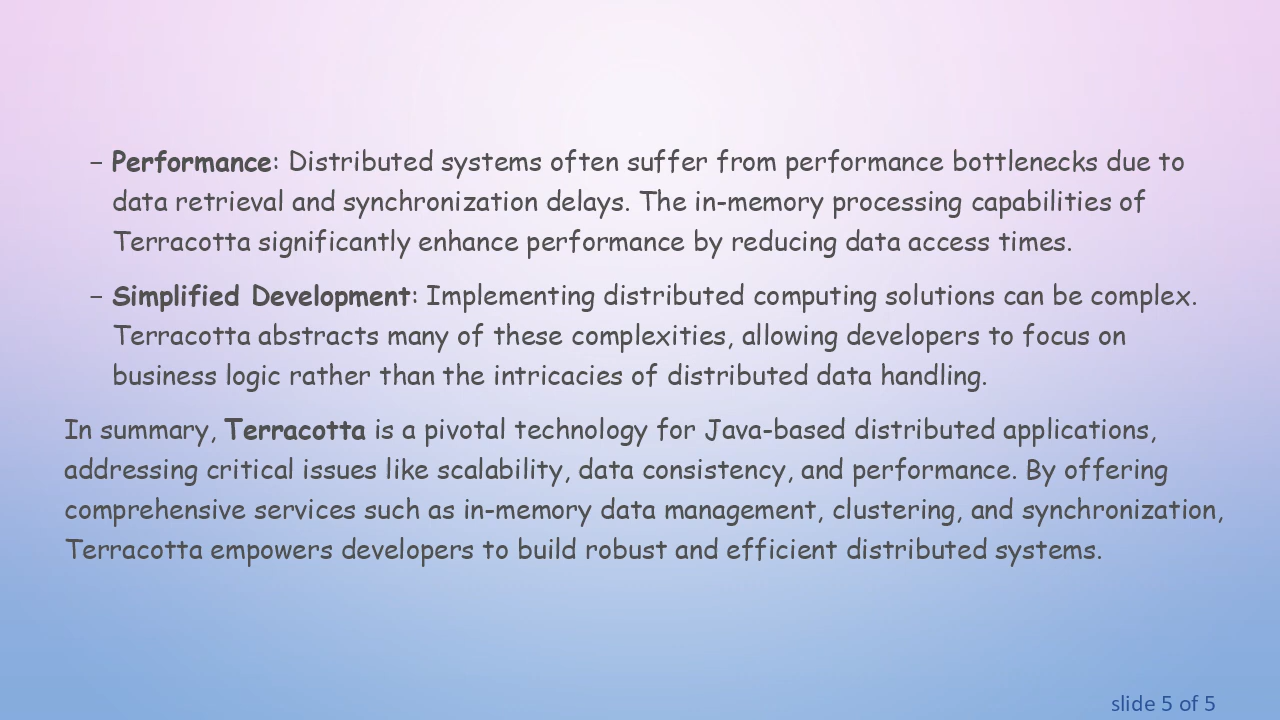 – Performance: Distributed systems often suffer from performance bottlenecks due to
data retrieval and synchronization delays. The in-memory processing capabilities of
Terracotta significantly enhance performance by reducing data access times.
– Simplified Development: Implementing distributed computing solutions can be complex.
Terracotta abstracts many of these complexities, allowing developers to focus on
business logic rather than the intricacies of distributed data handling.
In summary, Terracotta is a pivotal technology for Java-based distributed applications,
addressing critical issues like scalability, data consistency, and performance. By offering
comprehensive services such as in-memory data management, clustering, and synchronization,
Terracotta empowers developers to build robust and efficient distributed systems.
slide 5 of 5